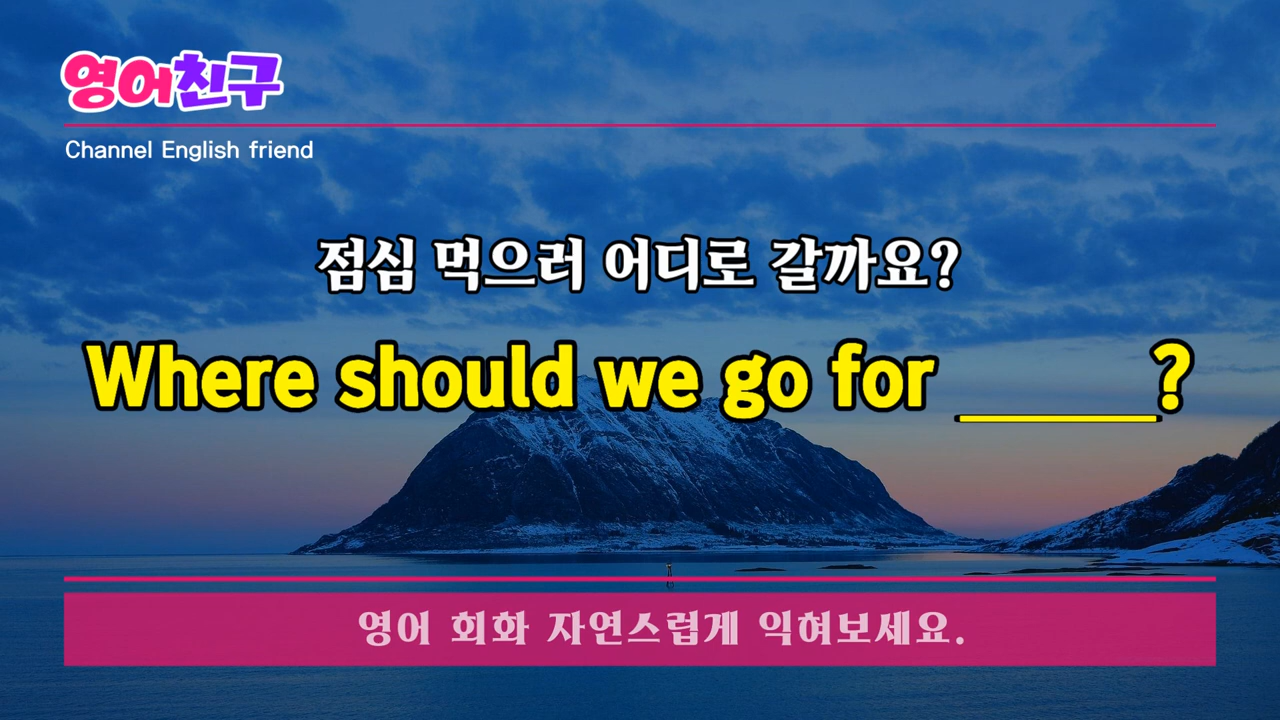 영어친구
Channel English friend
점심 먹으러 어디로 갈까요?
Where should we go for _____?
영어 회화 자연스럽게 익혀보세요.